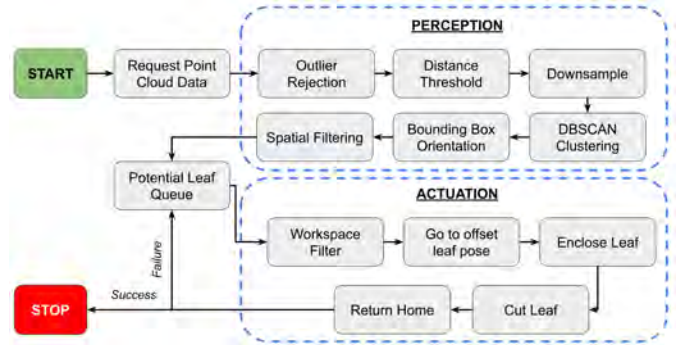 PERCEPTION
START
Request Point
Cloud Data
Outlier
Rejection
Distance
Threshold
Downsample
DBSCAN
Clustering
Bounding Box
Orientation
Spatial Filtering
Potential Leaf
Queue
ACTUATION
Workspace
Filter
Go to offset
leaf pose
Enclose Leaf
Cut Leaf
Return Home
Failure
Success
STOP